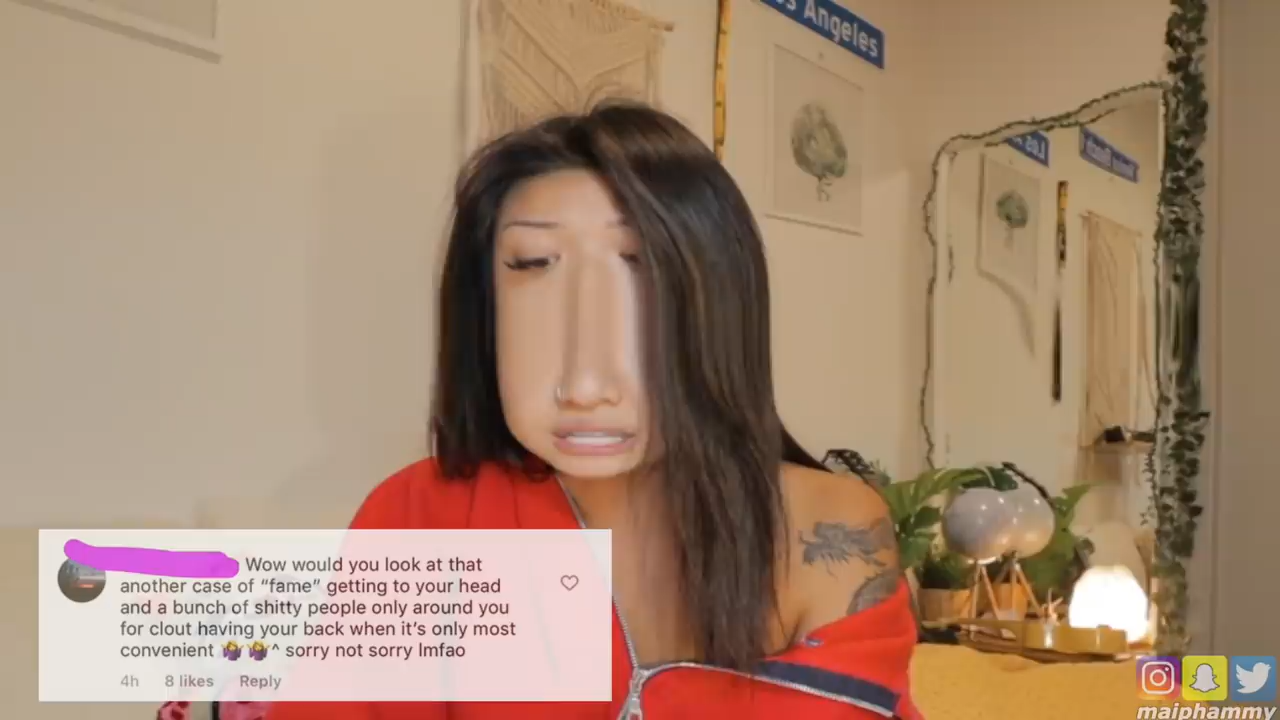 os Angeles
Wow would you look at that
another case of “fame” getting to your head
and a bunch of shitty people only around you
for clout having your back when it’s only most
convenient 🤷‍♀️🤷‍♀️^ sorry not sorry lmfao
4h 8 likes Reply
maiphammy